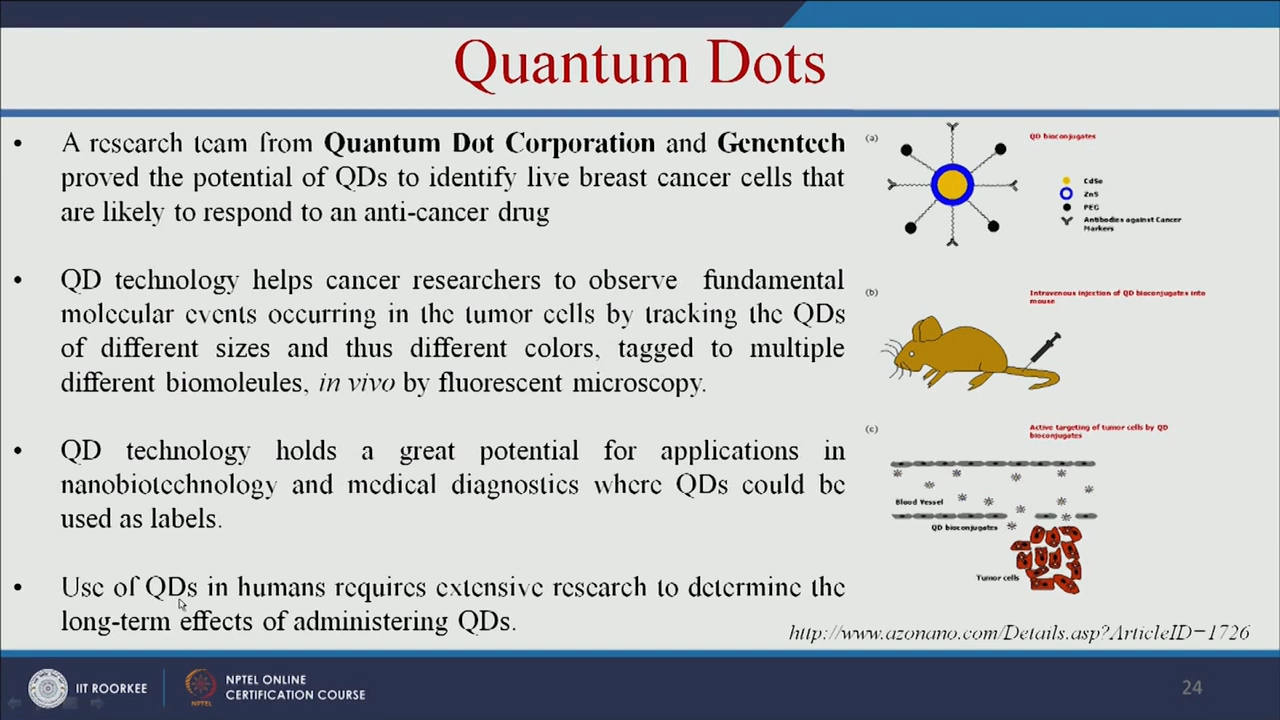 Quantum Dots
• A research team from Quantum Dot Corporation and Genentech
proved the potential of QDs to identify live breast cancer cells that
are likely to respond to an anti-cancer drug
• QD technology helps cancer researchers to observe fundamental
molecular events occurring in the tumor cells by tracking the QDs
of different sizes and thus different colors, tagged to multiple
different biomoleules, in vivo by fluorescent microscopy.
• QD technology holds a great potential for applications in
nanobiotechnology and medical diagnostics where QDs could be
used as labels.
• Use of QDs in humans requires extensive research to determine the
long-term effects of administering QDs.
(a)
QD bioconjugates
CdSe
ZnS
PEG
Antibodies against Cancer
Markers
(b)
Intravenous injection of QD bioconjugates into
mouse
(c)
Active targeting of tumor cells by QD
bioconjugates
Blood Vessel
QD bioconjugates
Tumor cells
http://www.azonano.com/Details.asp?ArticleID=1726
IIT ROORKEE
NPTEL
NPTEL ONLINE
CERTIFICATION COURSE
24